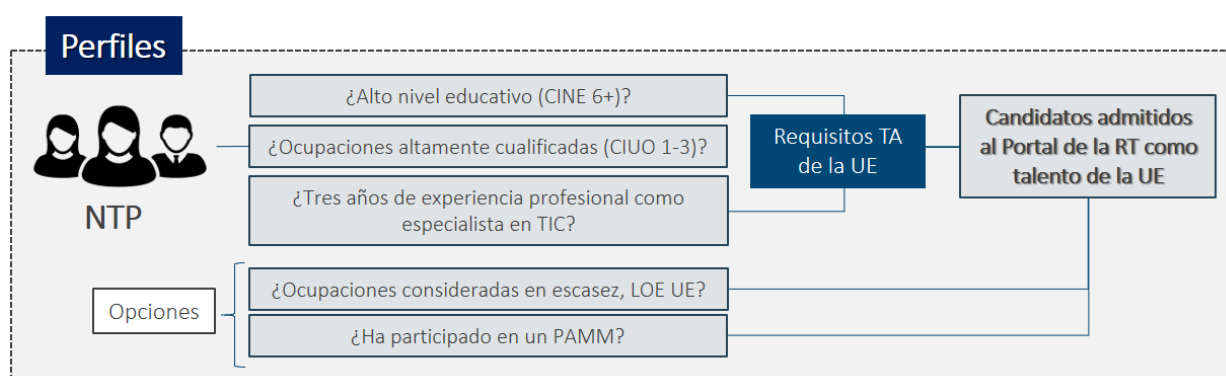 Perfiles
NTP
¿Alto nivel educativo (CINE 6+)?
¿Ocupaciones altamente cualificadas (CIUO 1-3)?
¿Tres años de experiencia profesional como
especialista en TIC?
Requisitos TA
de la UE
Candidatos admitidos
al Portal de la RT como
talento de la UE
Opciones
¿Ocupaciones consideradas en escasez, LOE UE?
¿Ha participado en un PAMM?